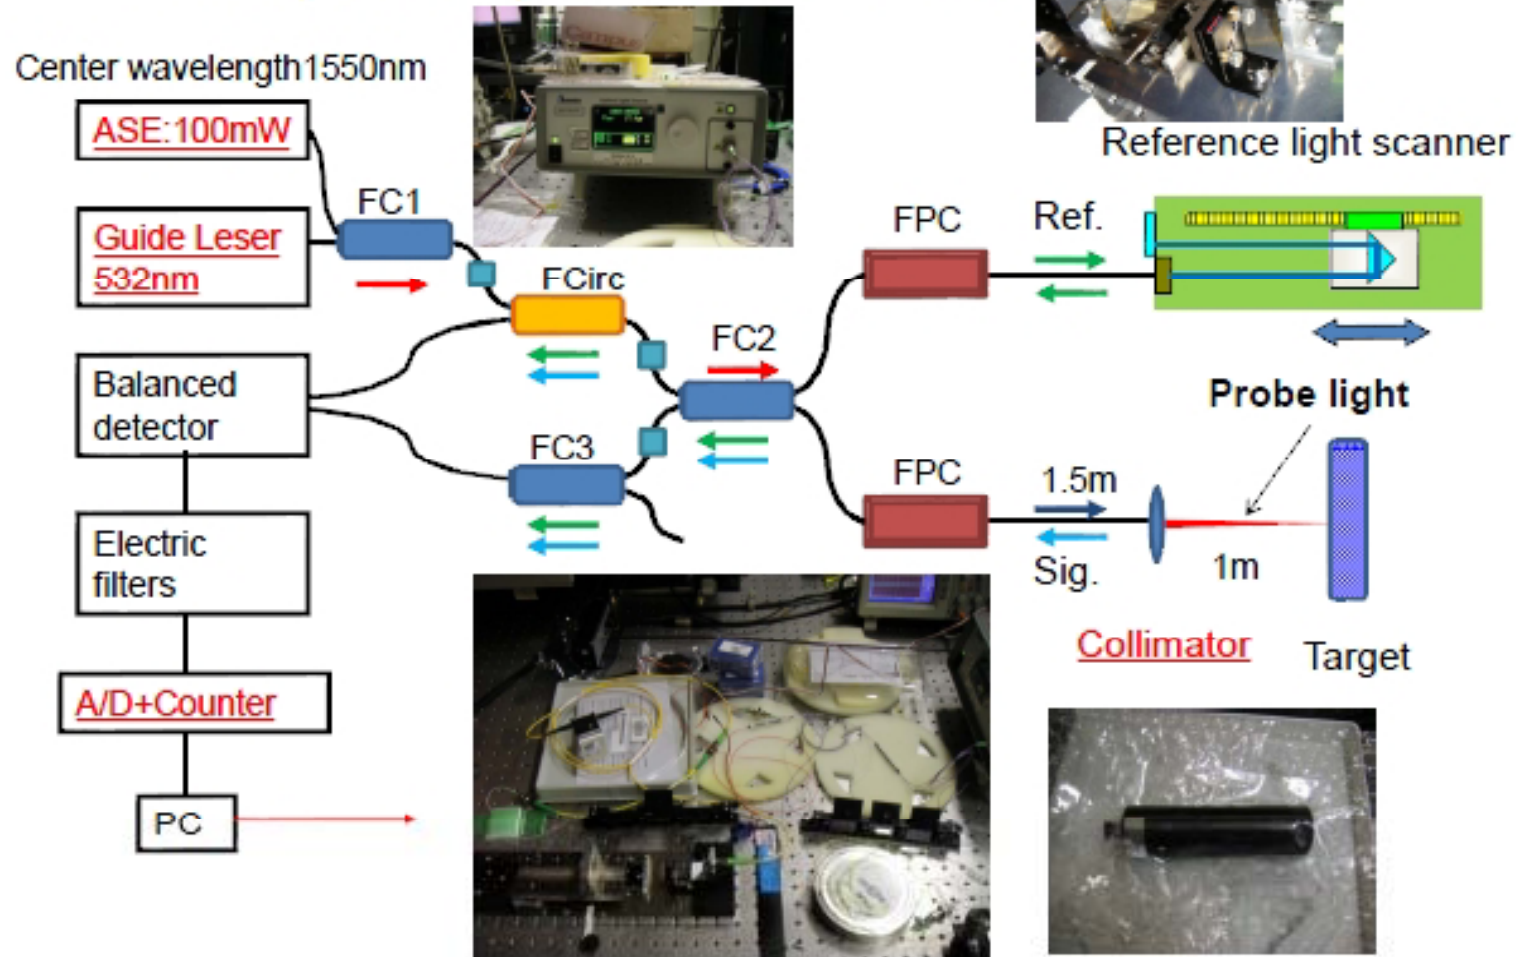 Center wavelength1550nm
ASE:100mW
Guide Leser
532nm
FC1
FCirc
FC2
FC3
Balanced
detector
Electric
filters
A/D+Counter
PC
FPC
Ref.
Reference light scanner
FPC
1.5m
Sig.
Probe light
1m
Collimator
Target